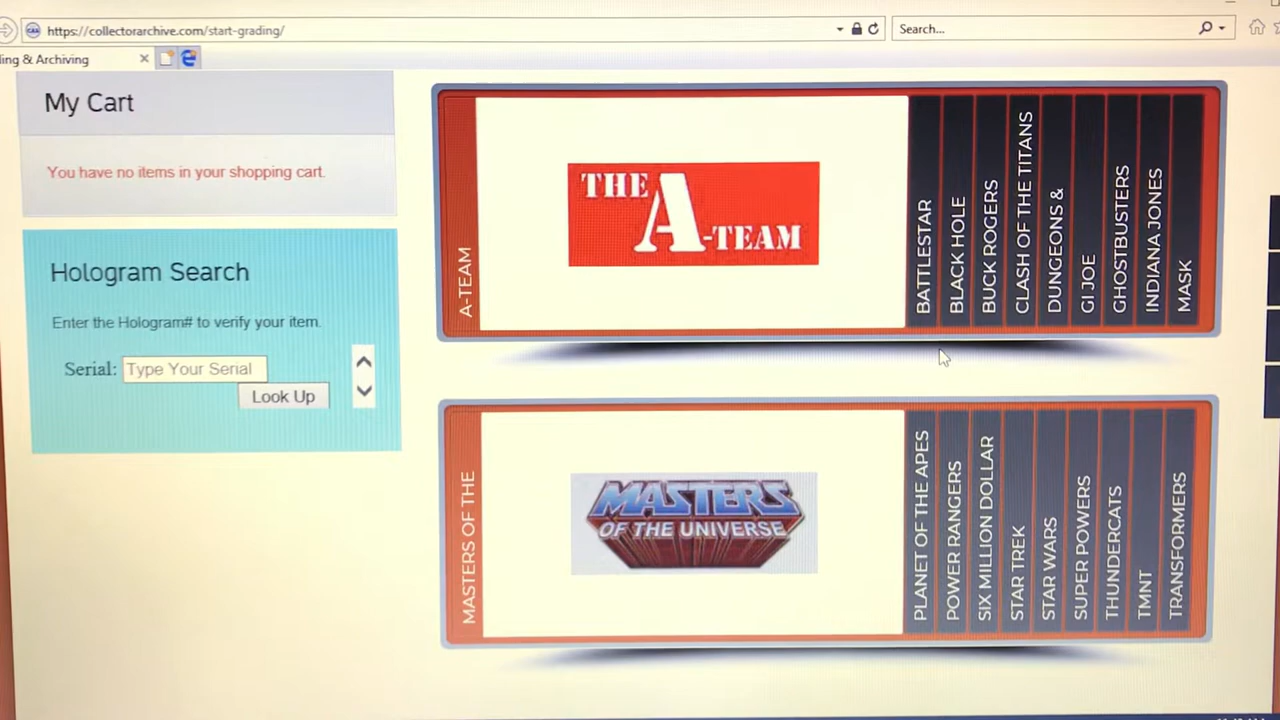 https://collectorarchive.com/start-grading/
Search...
ing & Archiving
My Cart
You have no items in your shopping cart.
Hologram Search
Enter the Hologram# to verify your item.
Serial: Type Your Serial
Look Up
A-TEAM
THE A-TEAM
BATTLESTAR
BLACK HOLE
BUCK ROGERS
CLASH OF THE TITANS
DUNGEONS &
GI JOE
GHOSTBUSTERS
INDIANA JONES
MASK
MASTERS OF THE
MASTERS
OF THE UNIVERSE
PLANET OF THE APES
POWER RANGERS
SIX MILLION DOLLAR
STAR TREK
STAR WARS
SUPER POWERS
THUNDERCATS
TMNT
TRANSFORMERS